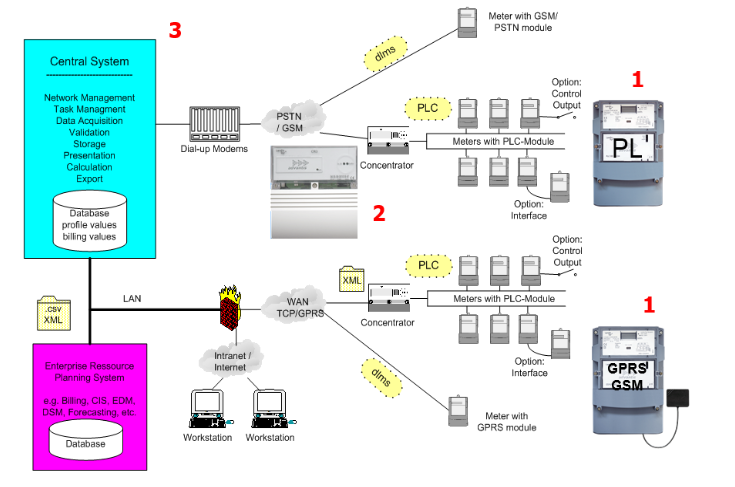 3
Central System
Network Management
Task Managment
Data Acquisition
Validation
Storage
Presentation
Calculation
Export
Database
profile values
billing values
Dial-up Modems
PSTN
/ GSM
dlms
Meter with GSM/
PSTN module
PLC
Concentrator
Meters with PLC-Module
Option:
Control
Output
Option:
Interface
1
PL
2
.csv
XML
LAN
WAN
TCP/GPRS
XML
PLC
Concentrator
Meters with PLC-Module
Option:
Control
Output
Option:
Interface
1
GPRS
GSM
Intranet /
Internet
dlms
Workstation
Workstation
Meter with
GPRS module
Enterprise Ressource
Planning System
e.g. Billing, CIS, EDM,
DSM, Forecasting, etc.
Database